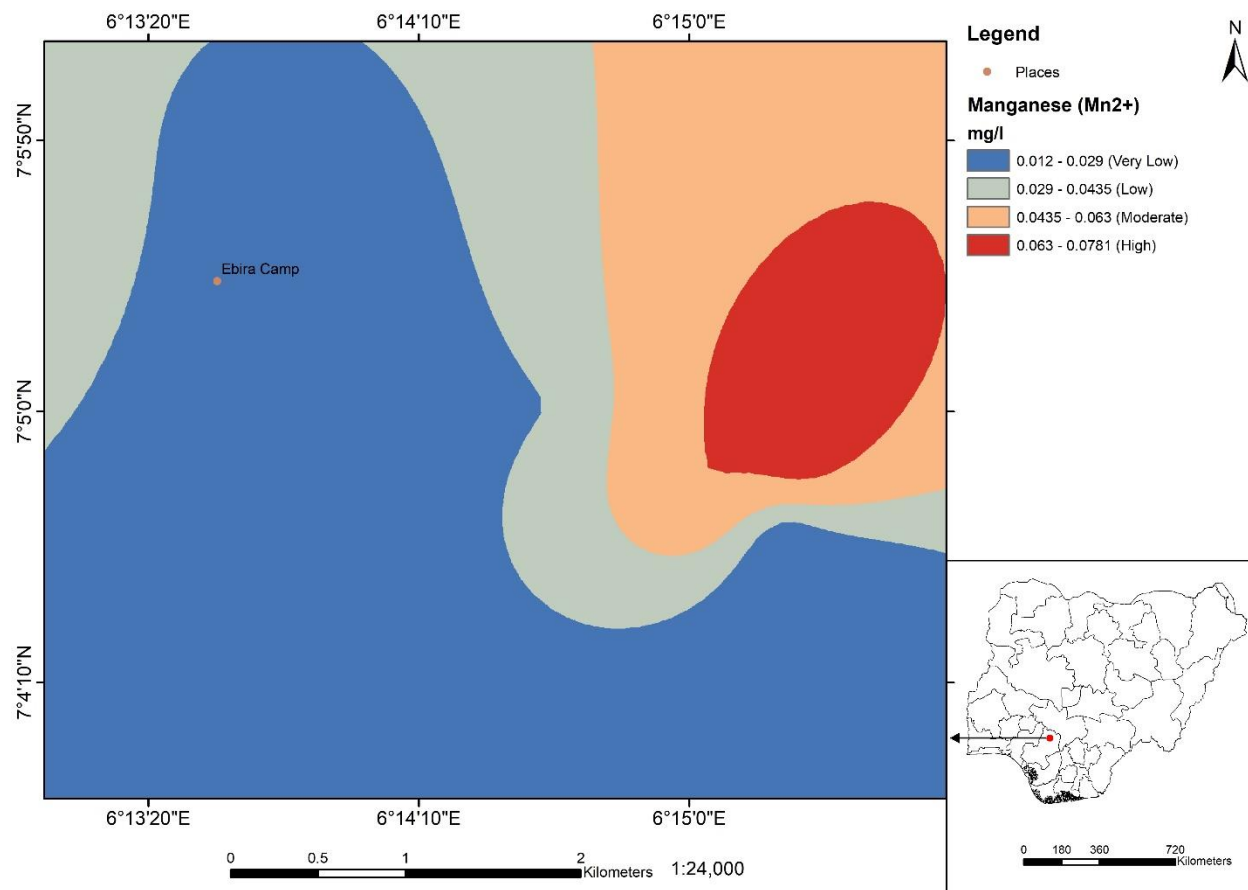 6°13'20"E 6°14'10"E 6°15'0"E
7°5'50"N
7°5'0"N
7°4'10"N
Ebira Camp
6°13'20"E 6°14'10"E 6°15'0"E
0 0.5 1 2
Kilometers
1:24,000
Legend
Places
Manganese (Mn2+)
mg/l
0.012 - 0.029 (Very Low)
0.029 - 0.0435 (Low)
0.0435 - 0.063 (Moderate)
0.063 - 0.0781 (High)
N
0 180 360 720
Kilometers